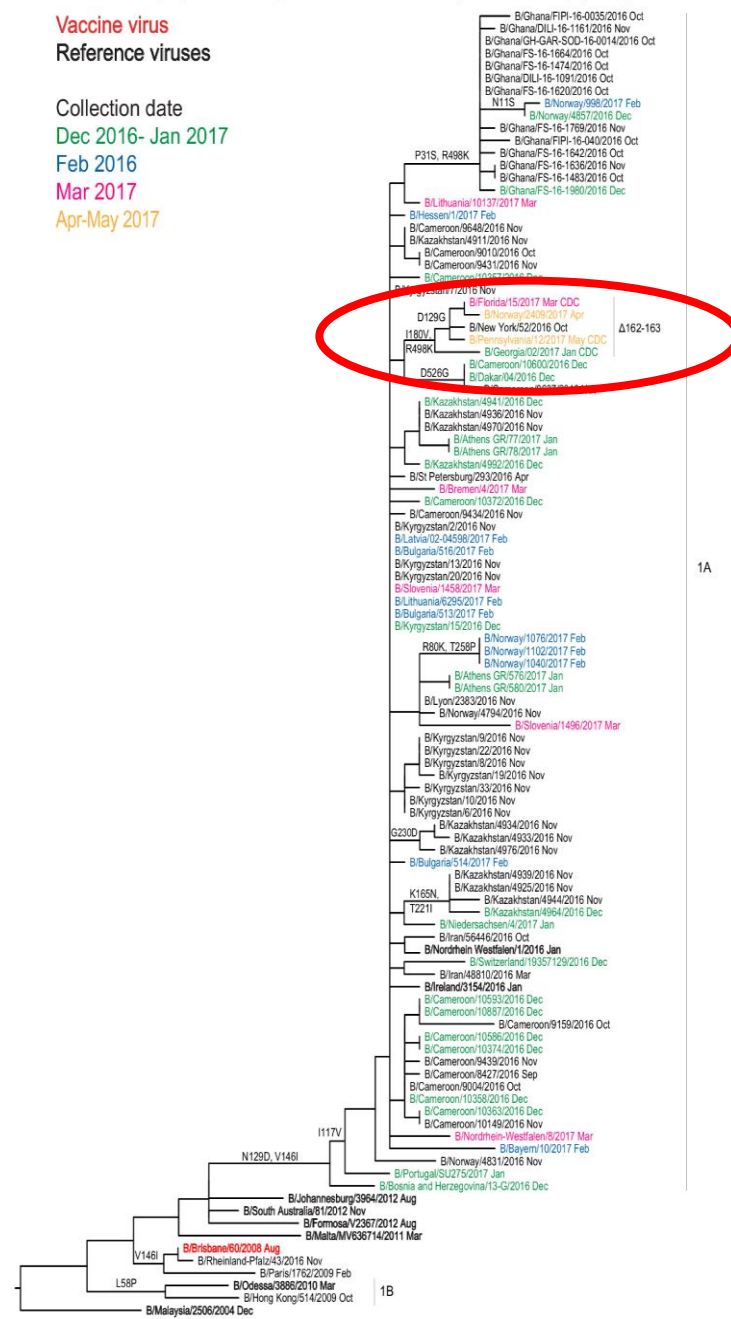 Vaccine virus
Reference viruses
Collection date
Dec 2016- Jan 2017
Feb 2016
Mar 2017
Apr-May 2017
B/Ghana/FIPI-16-0035/2016 Oct
B/Ghana/DILI-16-1161/2016 Nov
B/Ghana/GH-GAR-SOD-16-0014/2016 Oct
B/Ghana/FS-16-1664/2016 Oct
B/Ghana/FS-16-1474/2016 Oct
B/Ghana/DILI-16-1091/2016 Oct
B/Ghana/FS-16-1620/2016 Oct
N11S
B/Norway/998/2017 Feb
B/Norway/4857/2016 Dec
B/Ghana/FS-16-1769/2016 Nov
B/Ghana/FIPI-16-040/2016 Oct
P31S, R498K
B/Ghana/FS-16-1642/2016 Oct
B/Ghana/FS-16-1636/2016 Nov
B/Ghana/FS-16-1483/2016 Oct
B/Ghana/FS-16-1980/2016 Dec
B/Lithuania/10137/2017 Mar
B/Hessen/1/2017 Feb
B/Cameroon/9648/2016 Nov
B/Kazakhstan/4911/2016 Nov
B/Cameroon/9010/2016 Oct
B/Cameroon/9431/2016 Nov
B/Cameroon/10257/2016 Dec
B/Kyrgyzstan/7/2016 Nov
B/Florida/15/2017 Mar CDC
D129G
B/Norway/2409/2017 Apr
B/New York/52/2016 Oct
Δ162-163
I180V,
R498K
B/Pennsylvania/12/2017 May CDC
B/Georgia/02/2017 Jan CDC
B/Cameroon/10600/2016 Dec
D526G
B/Dakar/04/2016 Dec
B/Kazakhstan/4941/2016 Dec
B/Kazakhstan/4936/2016 Nov
B/Kazakhstan/4970/2016 Nov
B/Athens GR/77/2017 Jan
B/Athens GR/78/2017 Jan
B/Kazakhstan/4992/2016 Dec
B/St Petersburg/293/2016 Apr
B/Bremen/4/2017 Mar
B/Cameroon/10372/2016 Dec
B/Cameroon/9434/2016 Nov
B/Kyrgyzstan/2/2016 Nov
B/Latvia/02-04598/2017 Feb
B/Bulgaria/516/2017 Feb
B/Kyrgyzstan/13/2016 Nov
1A
B/Kyrgyzstan/20/2016 Nov
B/Slovenia/1458/2017 Mar
B/Lithuania/6295/2017 Feb
B/Bulgaria/513/2017 Feb
B/Kyrgyzstan/15/2016 Dec
B/Norway/1076/2017 Feb
R80K, T258P
B/Norway/1102/2017 Feb
B/Norway/1040/2017 Feb
B/Athens GR/576/2017 Jan
B/Athens GR/580/2017 Jan
B/Lyon/2383/2016 Nov
B/Norway/4794/2016 Nov
B/Slovenia/1496/2017 Mar
B/Kyrgyzstan/9/2016 Nov
B/Kyrgyzstan/22/2016 Nov
B/Kyrgyzstan/8/2016 Nov
B/Kyrgyzstan/19/2016 Nov
B/Kyrgyzstan/33/2016 Nov
B/Kyrgyzstan/10/2016 Nov
B/Kyrgyzstan/6/2016 Nov
B/Kazakhstan/4934/2016 Nov
G230D
B/Kazakhstan/4933/2016 Nov
B/Kazakhstan/4976/2016 Nov
B/Bulgaria/514/2017 Feb
B/Kazakhstan/4939/2016 Nov
B/Kazakhstan/4925/2016 Nov
K165N,
T221I
B/Kazakhstan/4944/2016 Nov
B/Kazakhstan/4964/2016 Dec
B/Niedersachsen/4/2017 Jan
B/Iran/56446/2016 Oct
B/Nordrhein Westfalen/1/2016 Jan
B/Switzerland/19357129/2016 Dec
B/Iran/48810/2016 Mar
B/Ireland/3154/2016 Jan
B/Cameroon/10593/2016 Dec
B/Cameroon/10887/2016 Dec
B/Cameroon/9159/2016 Oct
B/Cameroon/10586/2016 Dec
B/Cameroon/10374/2016 Dec
B/Cameroon/9439/2016 Nov
B/Cameroon/8427/2016 Sep
B/Cameroon/9004/2016 Oct
B/Cameroon/10358/2016 Dec
B/Cameroon/10363/2016 Dec
B/Cameroon/10149/2016 Nov
I117V
B/Nordrhein-Westfalen/8/2017 Mar
B/Bayern/10/2017 Feb
N129D, V146I
B/Norway/4831/2016 Nov
B/Portugal/SU275/2017 Jan
B/Bosnia and Herzegovina/13-G/2016 Dec
B/Johannesburg/3964/2012 Aug
B/South Australia/81/2012 Nov
B/Formosa/V2367/2012 Aug
B/Malta/MV636714/2011 Mar
B/Brisbane/60/2008 Aug
V146I
B/Rheinland-Pfalz/43/2016 Nov
B/Paris/1762/2009 Feb
L58P
B/Odessa/3886/2010 Mar
1B
B/Hong Kong/514/2009 Oct
B/Malaysia/2506/2004 Dec